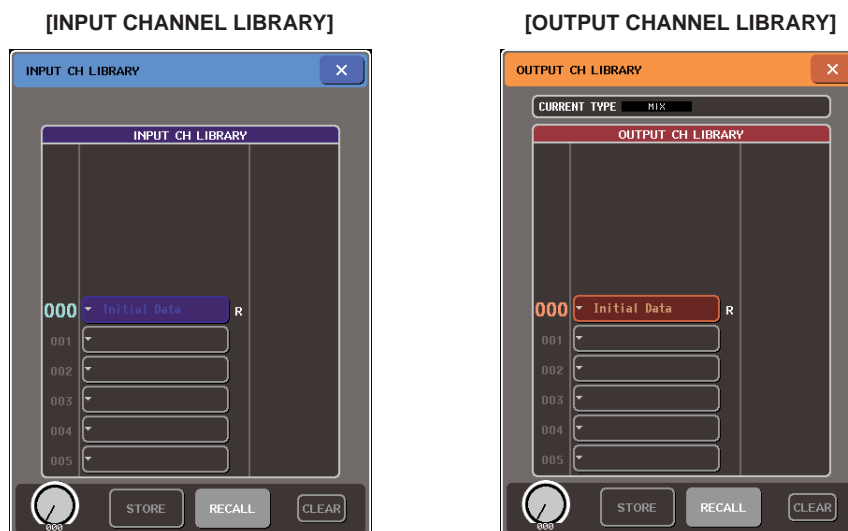 [INPUT CHANNEL LIBRARY]
INPUT CH LIBRARY
×
INPUT CH LIBRARY
000 Initial Data R
001
002
003
004
005
000
STORE
RECALL
CLEAR
[OUTPUT CHANNEL LIBRARY]
OUTPUT CH LIBRARY
×
CURRENT TYPE MIX
OUTPUT CH LIBRARY
000 Initial Data R
001
002
003
004
005
000
STORE
RECALL
CLEAR